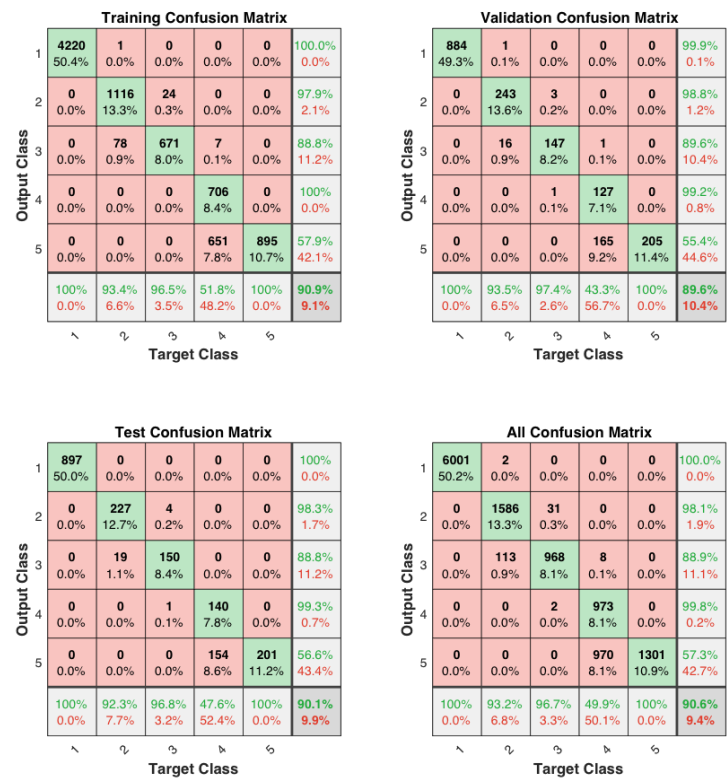 Training Confusion Matrix
1 4220 1 0 0 0 100.0%
50.4% 0.0% 0.0% 0.0% 0.0% 0.0%
2 0 1116 24 0 0 97.9%
0.0% 13.3% 0.3% 0.0% 0.0% 2.1%
3 0 78 671 7 0 88.8%
0.0% 0.9% 8.0% 0.1% 0.0% 11.2%
4 0 0 0 706 0 100%
0.0% 0.0% 0.0% 8.4% 0.0% 0.0%
5 0 0 0 651 895 57.9%
0.0% 0.0% 0.0% 7.8% 10.7% 42.1%
100% 93.4% 96.5% 51.8% 100% 90.9%
0.0% 6.6% 3.5% 48.2% 0.0% 9.1%
1 2 3 4 5
Target Class
Output Class
Validation Confusion Matrix
1 884 1 0 0 0 99.9%
49.3% 0.1% 0.0% 0.0% 0.0% 0.1%
2 0 243 3 0 0 98.8%
0.0% 13.6% 0.2% 0.0% 0.0% 1.2%
3 0 16 147 1 0 89.6%
0.0% 0.9% 8.2% 0.1% 0.0% 10.4%
4 0 0 1 127 0 99.2%
0.0% 0.0% 0.1% 7.1% 0.0% 0.8%
5 0 0 0 165 205 55.4%
0.0% 0.0% 0.0% 9.2% 11.4% 44.6%
100% 93.5% 97.4% 43.3% 100% 89.6%
0.0% 6.5% 2.6% 56.7% 0.0% 10.4%
1 2 3 4 5
Target Class
Output Class
Test Confusion Matrix
1 897 0 0 0 0 100%
50.0% 0.0% 0.0% 0.0% 0.0% 0.0%
2 0 227 4 0 0 98.3%
0.0% 12.7% 0.2% 0.0% 0.0% 1.7%
3 0 19 150 0 0 88.8%
0.0% 1.1% 8.4% 0.0% 0.0% 11.2%
4 0 0 1 140 0 99.3%
0.0% 0.0% 0.1% 7.8% 0.0% 0.7%
5 0 0 0 154 201 56.6%
0.0% 0.0% 0.0% 8.6% 11.2% 43.4%
100% 92.3% 96.8% 47.6% 100% 90.1%
0.0% 7.7% 3.2% 52.4% 0.0% 9.9%
1 2 3 4 5
Target Class
Output Class
All Confusion Matrix
1 6001 2 0 0 0 100.0%
50.2% 0.0% 0.0% 0.0% 0.0% 0.0%
2 0 1586 31 0 0 98.1%
0.0% 13.3% 0.3% 0.0% 0.0% 1.9%
3 0 113 968 8 0 88.9%
0.0% 0.9% 8.1% 0.1% 0.0% 11.1%
4 0 0 2 973 0 99.8%
0.0% 0.0% 0.0% 8.1% 0.0% 0.2%
5 0 0 0 970 1301 57.3%
0.0% 0.0% 0.0% 8.1% 10.9% 42.7%
100% 93.2% 96.7% 49.9% 100% 90.6%
0.0% 6.8% 3.3% 50.1% 0.0% 9.4%
1 2 3 4 5
Target Class
Output Class